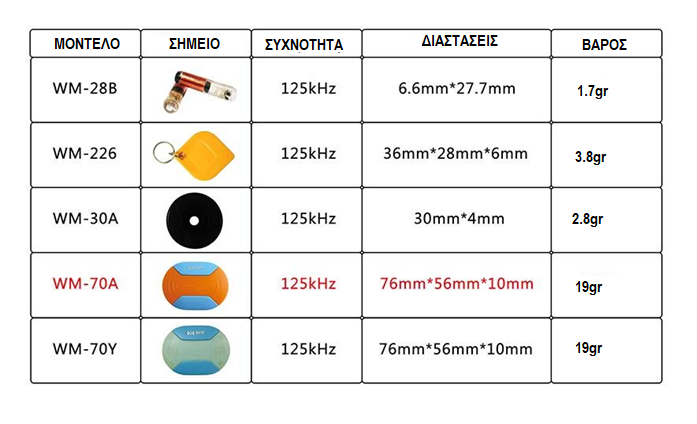 ΜΟΝΤΕΛΟ ΣΗΜΕΙΟ ΣΥΧΝΟΤΗΤΑ ΔΙΑΣΤΑΣΕΙΣ ΒΑΡΟΣ
WM-28B 125kHz 6.6mm*27.7mm 1.7gr
WM-226 125kHz 36mm*28mm*6mm 3.8gr
WM-30A 125kHz 30mm*4mm 2.8gr
WM-70A 125kHz 76mm*56mm*10mm 19gr
WM-70Y 125kHz 76mm*56mm*10mm 19gr